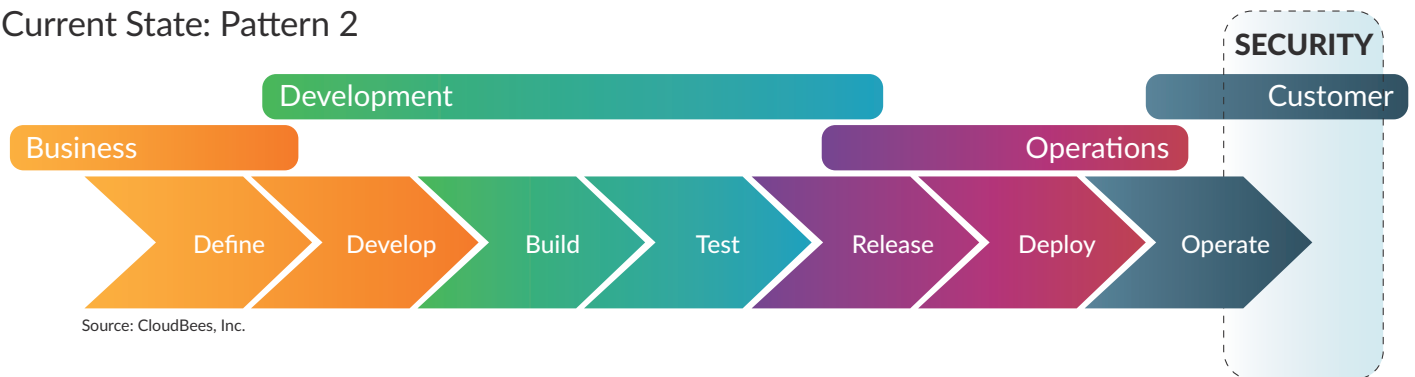 Current State: Pattern 2
SECURITY
Development
Customer
Business
Operations
Define
Develop
Build
Test
Release
Deploy
Operate
Source: CloudBees, Inc.